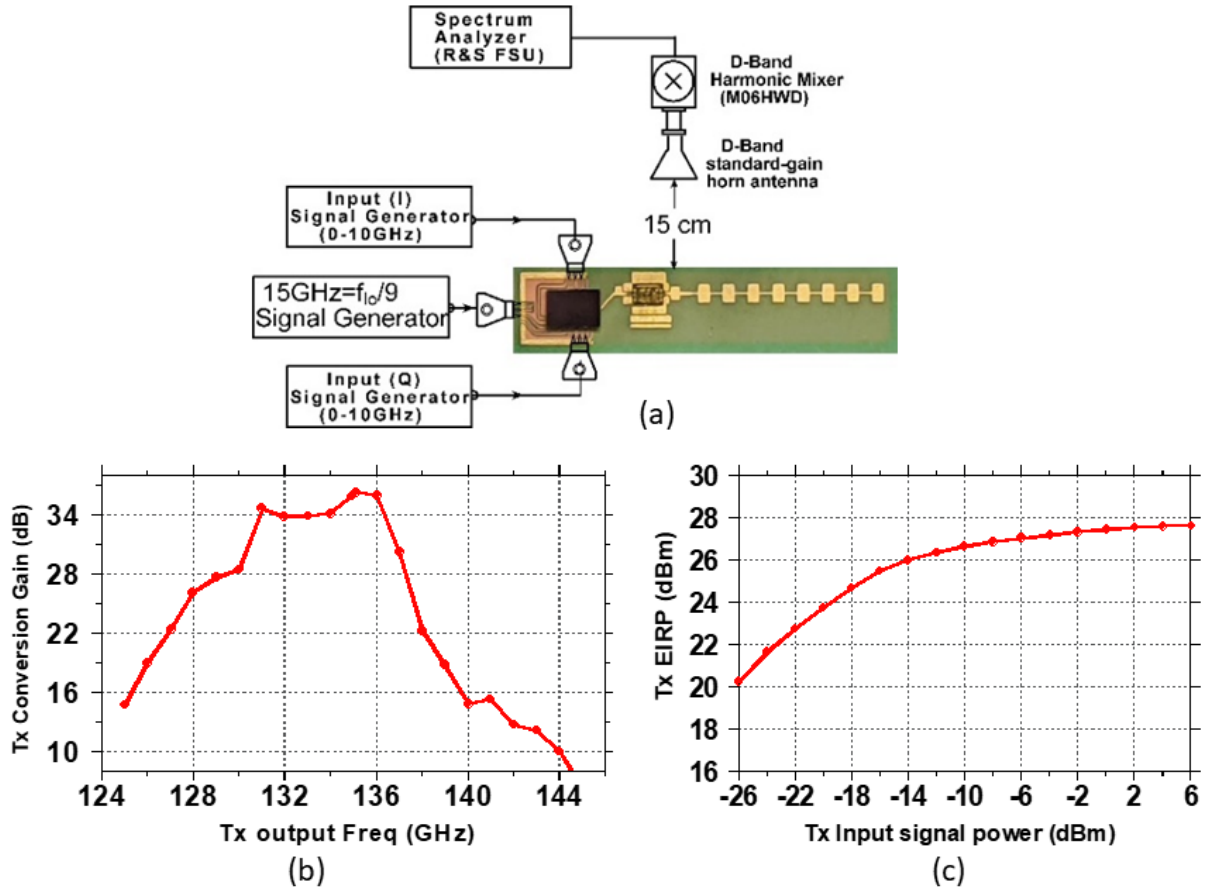 Spectrum
Analyzer
(R&S FSU)
D-Band
Harmonic Mixer
(M06HWD)
D-Band
standard-gain
horn antenna
Input (I)
Signal Generator
(0-10GHz)
15 cm
15GHz=flo/9
Signal Generator
Input (Q)
Signal Generator
(0-10GHz)
(a)
Tx Conversion Gain (dB)
34
28
22
16
10
124 128 132 136 140 144
Tx output Freq (GHz)
(b)
Tx EIRP (dBm)
30
28
26
24
22
20
18
16
-26 -22 -18 -14 -10 -6 -2 2 6
Tx Input signal power (dBm)
(c)